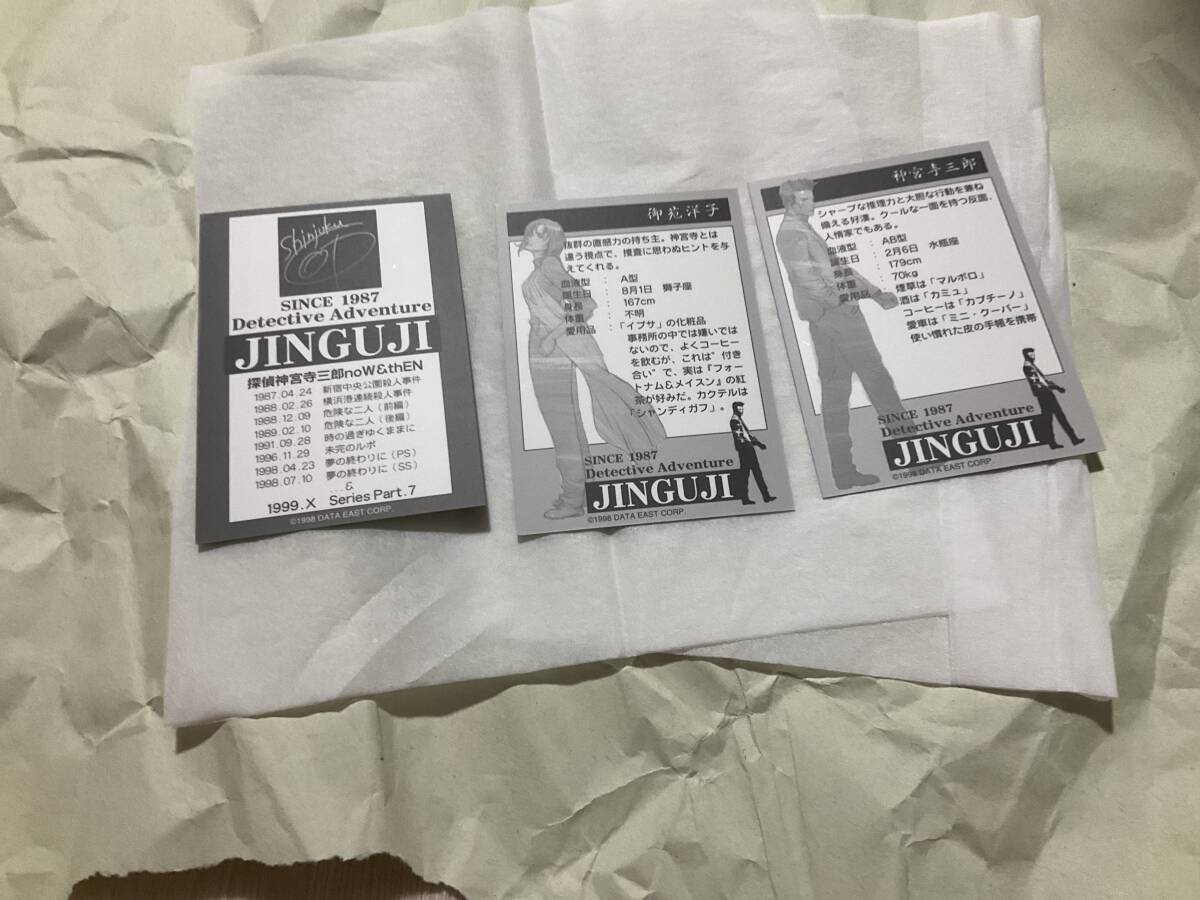 Shinjuku
SINCE 1987
Detective Adventure
JINGUJI
探偵神宮寺三郎noW&thEN
1987.04.24 新宿中央公園殺人事件
1988.02.26 横浜港連続殺人事件
1988.12.09 危険な二人（前編）
1989.02.10 危険な二人（後編）
1991.09.28 時の過ぎゆくままに
1996.11.29 未完のルポ
1998.04.23 夢の終わりに（PS）
1998.07.10 夢の終わりに（SS）
....&
1999.X Series Part.7
©1998 DATA EAST CORP.
御苑洋子
抜群の直感力の持ち主。神宮寺とは
違う視点で、捜査に思わぬヒントを与
えてくれる。
血液型 : A型
誕生日 : 8月1日 獅子座
身長 : 167cm
体重 : 不明
愛用品 : 「イプサ」の化粧品
事務所の中では嫌いでは
ないので、よくコーヒー
を飲むが、これは"付き
合い"で、実は『フォー
トナム&メイスン』の紅
茶が好みだ。カクテルは
「シャンディガフ」。
SINCE 1987
Detective Adventure
JINGUJI
©1998 DATA EAST CORP.
神宮寺三郎
シャープな推理力と大胆な行動を兼ね
備える好漢。クールな一面を持つ反面、
人情家でもある。
血液型 : AB型
誕生日 : 2月6日 水瓶座
身長 : 179cm
体重 : 70kg
愛用品 : 煙草は「マルボロ」
酒は「カミュ」
コーヒーは「カプチーノ」
愛車は「ミニ・クーパー」
使い慣れた皮の手帳を携帯
SINCE 1987
Detective Adventure
JINGUJI
©1998 DATA EAST CORP